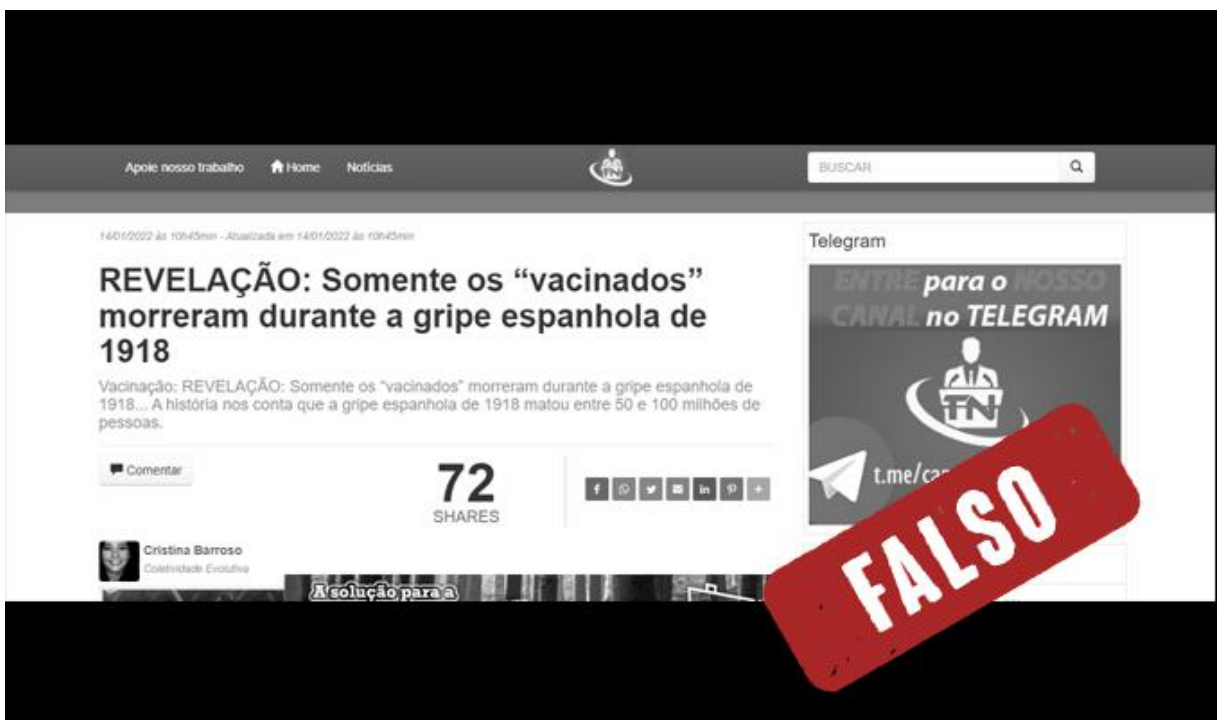 Apoie nosso trabalho Home Notícias
BUSCAR
14/01/2022 às 10h45min - Atualizada em 14/01/2022 às 10h45min
REVELAÇÃO: Somente os “vacinados”
morreram durante a gripe espanhola de
1918
Vacinação: REVELAÇÃO: Somente os “vacinados” morreram durante a gripe espanhola de
1918... A história nos conta que a gripe espanhola de 1918 matou entre 50 e 100 milhões de
pessoas.
Comentar
72
SHARES
Cristina Barroso
Coletividade Evolutiva
A solução para a
Telegram
ENTRE para o NOSSO
CANAL no TELEGRAM
TN
t.me/ca
FALSO